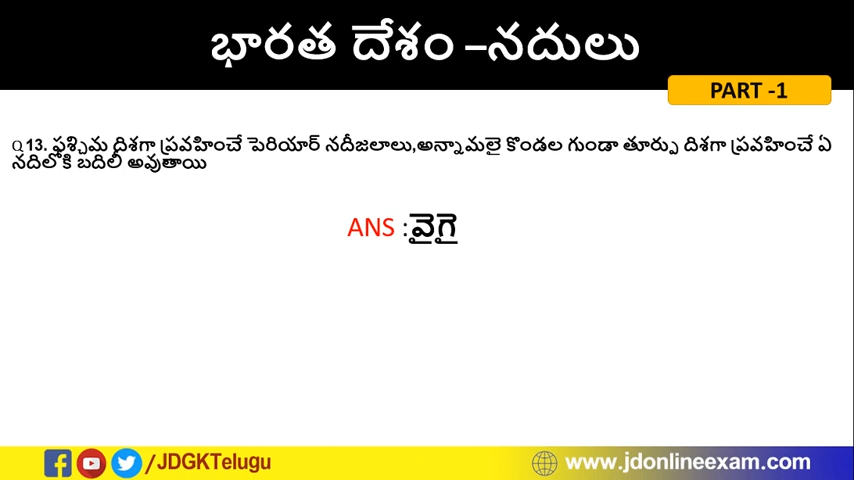 భారత దేశం –నదులు
PART -1
Q 13. పశ్చిమ దిశగా ప్రవహించే పెరియార్ నదీజలాలు,అన్నామలై కొండల గుండా తూర్పు దిశగా ప్రవహించే ఏ
నదిలోకి బదిలీ అవుతాయి
ANS :వైగై
/JDGKTelugu
www.jdonlineexam.com